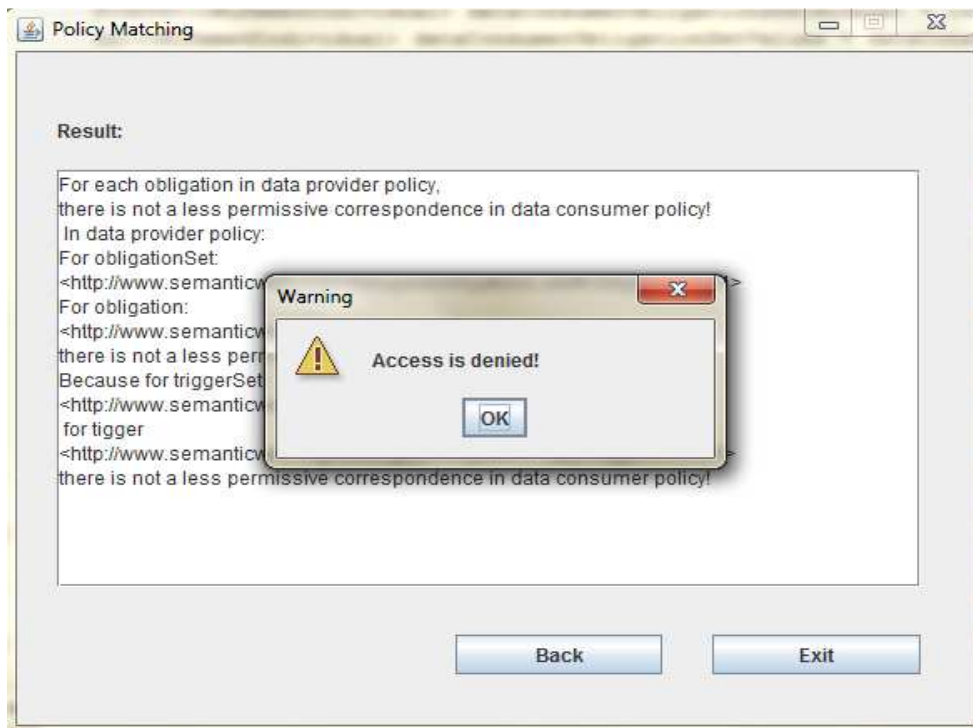 Policy Matching
Result:
For each obligation in data provider policy,
there is not a less permissive correspondence in data consumer policy!
In data provider policy:
For obligationSet:
<http://www.semanticw
For obligation:
<http://www.semanticw
there is not a less perm
Because for triggerSet
<http://www.semanticw
for tigger
<http://www.semanticw
there is not a less permissive correspondence in data consumer policy!
Warning
Access is denied!
OK
Back
Exit